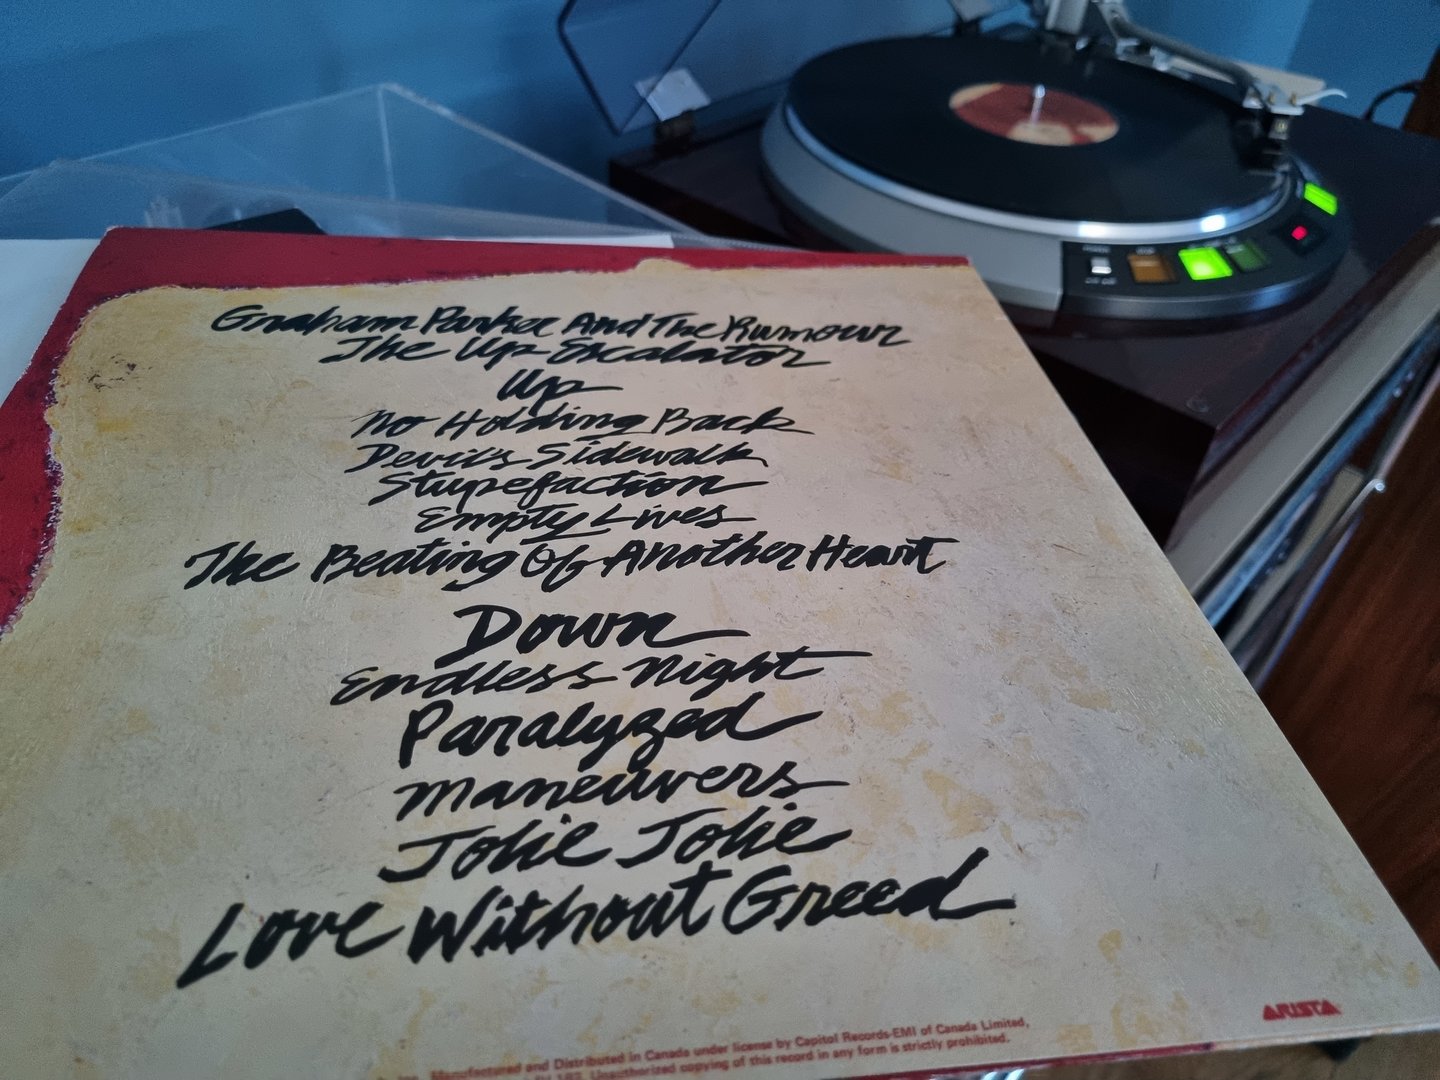 Graham Parker And The Rumour
The Up Escalator
Up
No Holding Back
Devil's Sidewalk
Stupefaction
Empty Lives
The Beating Of Another Heart
Down
Endless Night
Paralyzed
Maneuvers
Jolie Jolie
Love Without Greed
ARISTA
Manufactured and Distributed in Canada under license by Capitol Records-EMI of Canada Limited,
Unauthorized copying of this record in any form is strictly prohibited.